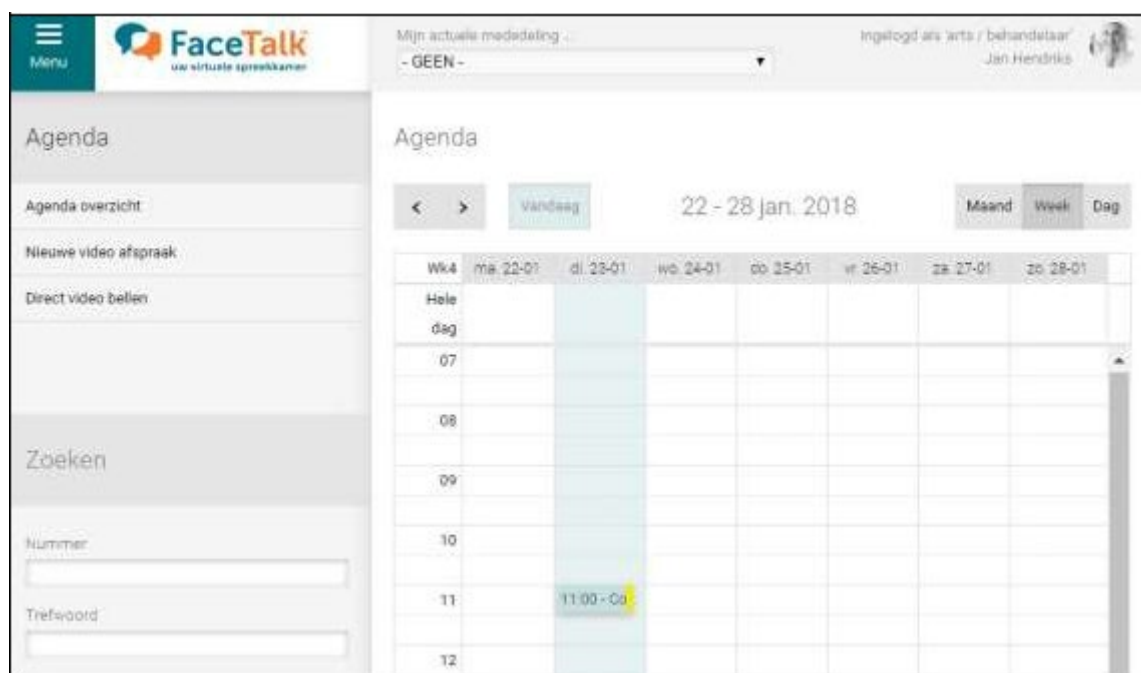 Menu
FaceTalk
uw virtuele spreekkamer
Mijn actuele mededeling ...
- GEEN -
Ingelogd als 'arts / behandelaar'
Jan Hendriks
Agenda
Agenda overzicht
Nieuwe video afspraak
Direct video bellen
Zoeken
Nummer
Trefwoord
Agenda
< >
Vandaag
22 - 28 jan. 2018
Maand Week Dag
Wk4 ma. 22-01 di. 23-01 wo. 24-01 do. 25-01 vr. 26-01 za. 27-01 zo. 28-01
Hele
dag
07
08
09
10
11 11:00 - Co
12